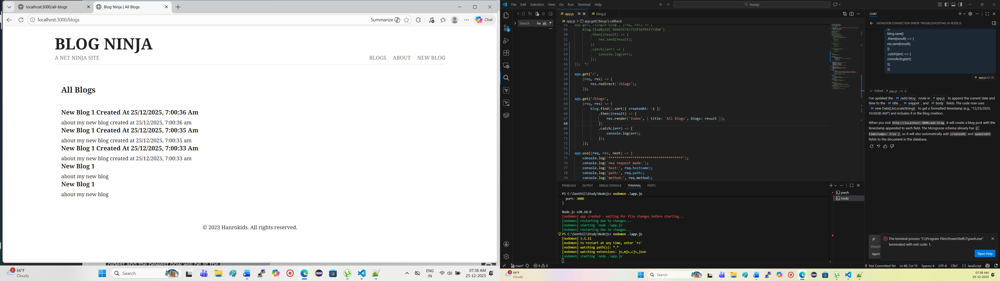 localhost:3000/all-blogs
Blog Ninja | All Blogs
localhost:3000/blogs
Summarize
Chat
BLOG NINJA
A NET NINJA SITE
BLOGS ABOUT NEW BLOG
All Blogs
New Blog 1 Created At 25/12/2025, 7:00:36 Am
about my new blog created at 25/12/2025, 7:00:36 am
New Blog 1 Created At 25/12/2025, 7:00:35 Am
about my new blog created at 25/12/2025, 7:00:35 am
New Blog 1 Created At 25/12/2025, 7:00:33 Am
about my new blog created at 25/12/2025, 7:00:33 am
New Blog 1
about my new blog
New Blog 1
about my new blog
© 2023 Hanrokids. All rights reserved.
2
66°F
Cloudy
Search
ENG
IN
07:38 AM
25-12-2025
File Edit Selection View Go Run Terminal Help
Nodejs
2
Search
Aa ab .*
JS app.js M
JS blog.js
JS app.js > app.get('/blogs') callback
48 app.get('/single-blog', (req, res) => {
49 Blog.findById('694d3574c753f56f95f77db0')
50 .then((result) => {
51 res.send(result);
52 })
53 .catch((err) => {
54 console.log(err);
55 });
56 }); */
57
58 app.get('/',
59 (req, res) => {
60 res.redirect('/blogs');
61 });
62
63 app.get('/blogs',
64 (req, res) => {
65 Blog.find().sort({ createdAt: -1 })
66 .then((result) => {
67 res.render('index', { title: 'All Blogs', blogs: result });
68 })
69 .catch((err) => {
70 console.log(err);
71 });
72 });
73
74 app.use((req, res, next) => {
75 console.log('*************************************');
76 console.log('new request made:');
77 console.log('host:', req.hostname);
78 console.log('path:', req.path);
79 console.log('method:', req.method);
PROBLEMS OUTPUT DEBUG CONSOLE TERMINAL PORTS
PS C:\Senthil\Study\Nodejs> nodemon .\app.js
port: 3000
}
Node.js v20.10.0
[nodemon] app crashed - waiting for file changes before starting...
[nodemon] restarting due to changes...
[nodemon] starting `node .\app.js`
[nodemon] restarting due to changes...
PS C:\Senthil\Study\Nodejs> nodemon .\app.js
[nodemon] 3.1.11
[nodemon] to restart at any time, enter `rs`
[nodemon] watching path(s): *.*
[nodemon] watching extensions: js,mjs,cjs,json
[nodemon] starting `node .\app.js`
pwsh
node
CHAT
MONGODB CONNECTION ERROR TROUBLESHOOTING IN NODEJS
});
blog.save()
.then((result) => {
res.send(result);
})
.catch((err) => {
console.log(err);
});
});
JS app.js:22-35
Edited JS app.js +4 -3
I've updated the /add-blog route in JS app.js to append the current date and
time to the title , snippet , and body fields. The code now uses
new Date().toLocaleString() to get a formatted timestamp (e.g., "12/25/2025,
10:30:00 AM") and includes it in the blog creation.
When you visit http://localhost:3000/add-blog, it will create a blog post with the
timestamp appended to each field. The Mongoose schema already has {
timestamps: true }, so it will also automatically add createdAt and updatedAt
fields to the document in the database.
Agent
The terminal process "C:\Program Files\PowerShell\7\pwsh.exe"
terminated with exit code: 1.
Open Help
main*
0 0
Not Committed Yet Ln 68, Col 15 Spaces: 4 UTF-8 CRLF {} JavaScript
2
66°F
Cloudy
Search
07:38 AM
25-12-2025